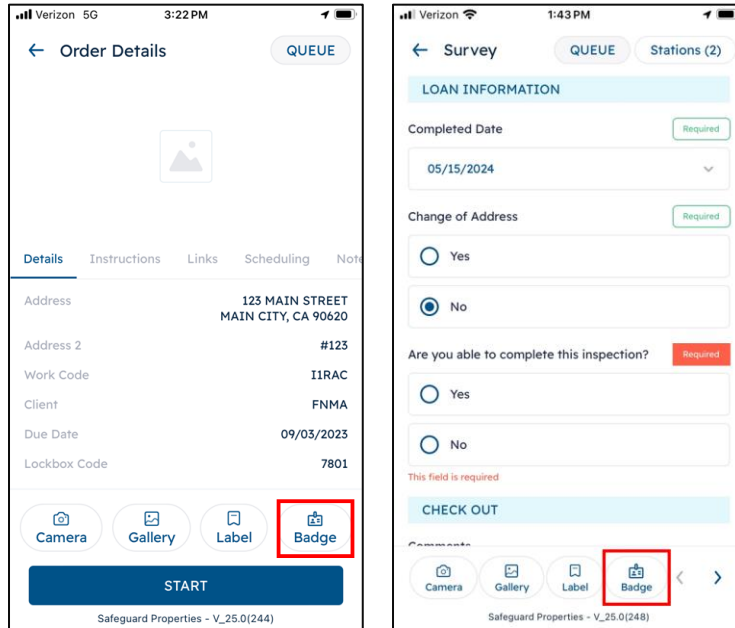 Verizon 5G 3:22 PM
← Order Details QUEUE
Details Instructions Links Scheduling Note
Address 123 MAIN STREET
MAIN CITY, CA 90620
Address 2 #123
Work Code I1RAC
Client FNMA
Due Date 09/03/2023
Lockbox Code 7801
Camera Gallery Label Badge
START
Safeguard Properties - V_25.0(244)
Verizon 1:43 PM
← Survey QUEUE Stations (2)
LOAN INFORMATION
Completed Date Required
05/15/2024
Change of Address Required
Yes
No
Are you able to complete this inspection? Required
Yes
No
This field is required
CHECK OUT
Comments
Camera Gallery Label Badge < >
Safeguard Properties - V_25.0(248)